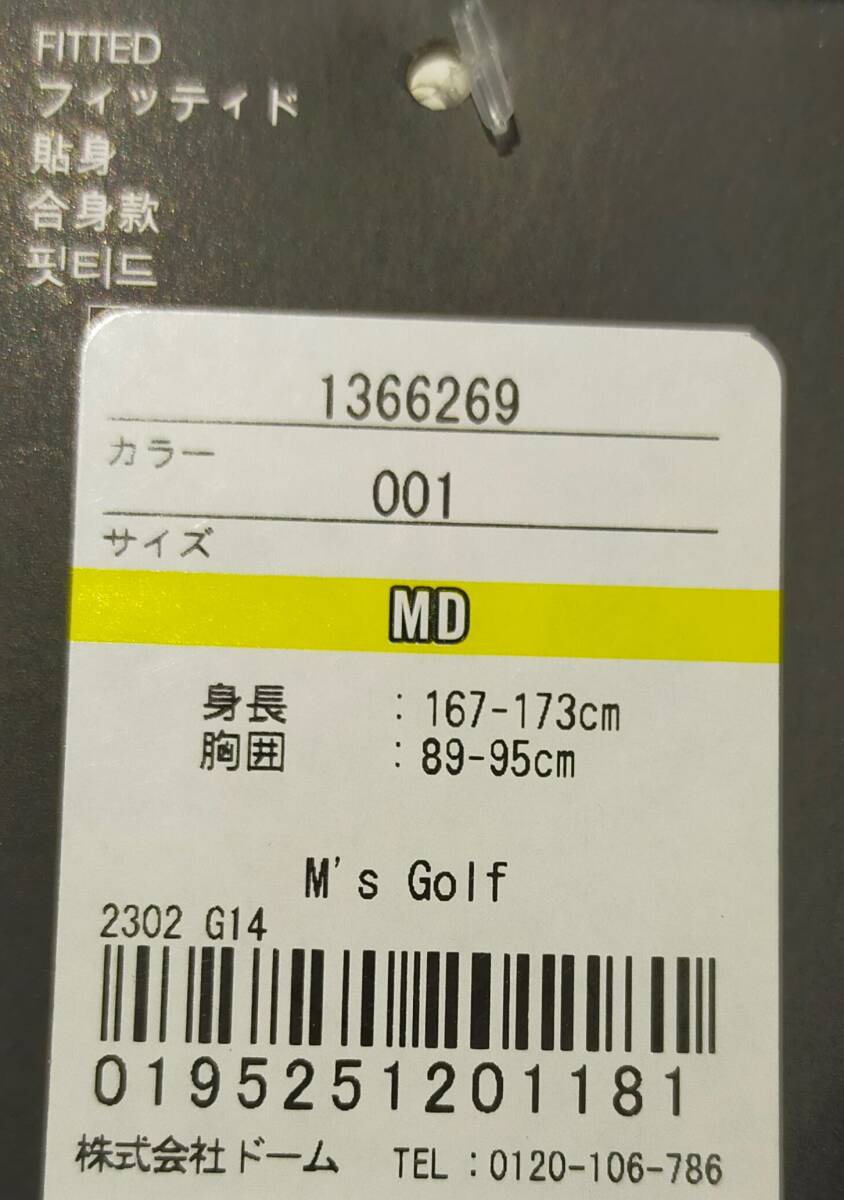 FITTED
フィッティド
貼身
合身款
핏티드
1366269
カラー
001
サイズ
MD
身長 : 167-173cm
胸囲 : 89-95cm
M's Golf
2302 G14
0195251201181
株式会社ドーム TEL:0120-106-786